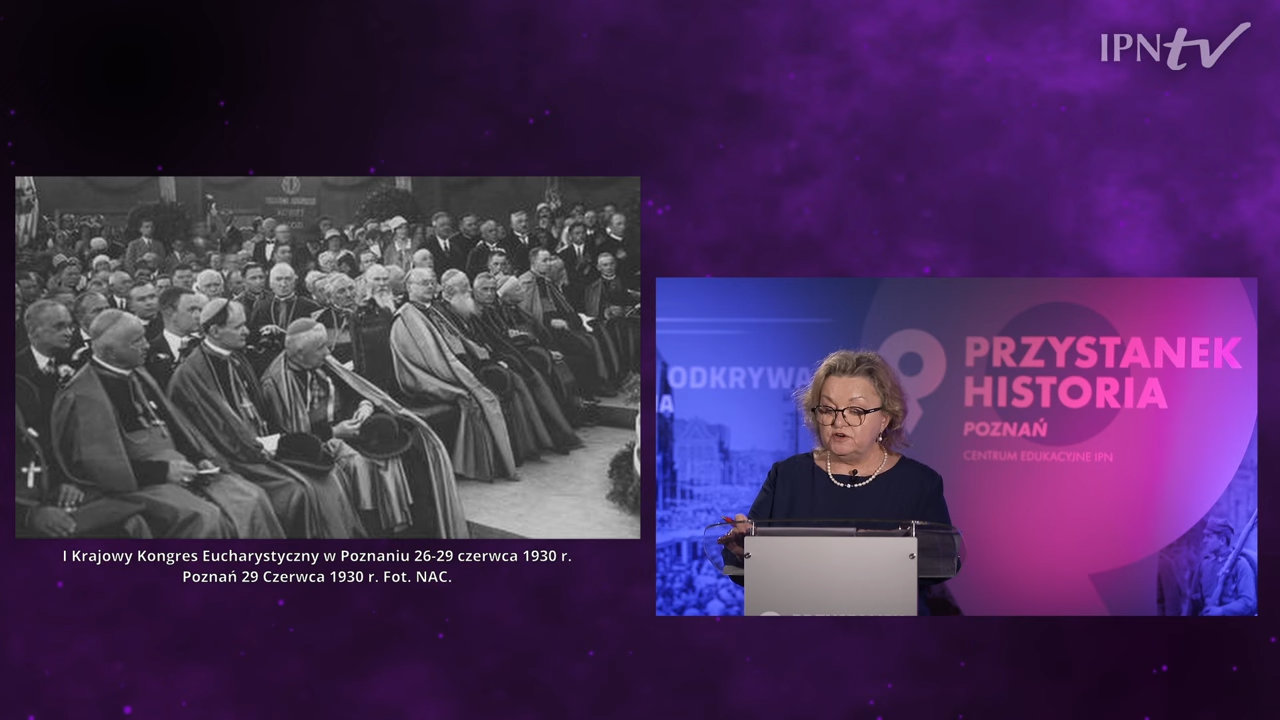 IPNtv
I Krajowy Kongres Eucharystyczny w Poznaniu 26-29 czerwca 1930 r.
Poznań 29 Czerwca 1930 r. Fot. NAC.
ODKRYWA
A
PRZYSTANEK
HISTORIA
POZNAŃ
CENTRUM EDUKACYJNE IPN